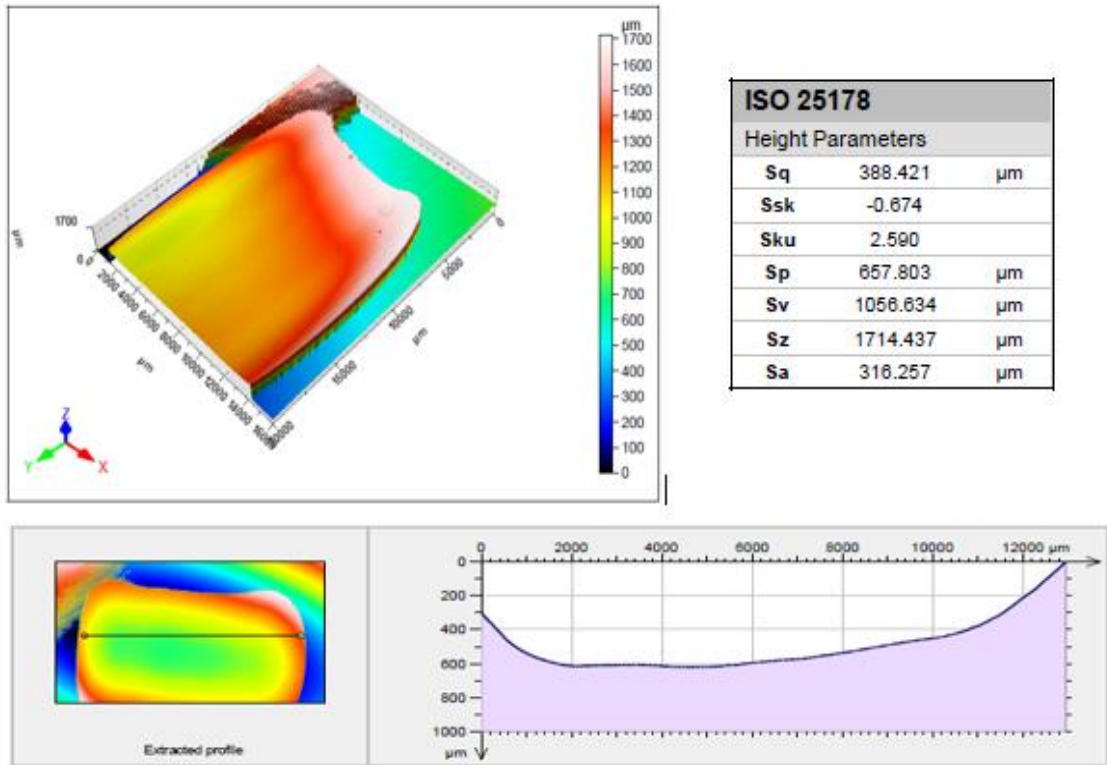 µm
1700
1600
1500
1400
1300
1200
1100
1000
900
800
700
600
500
400
300
200
100
0
1700
µm
0.0
2000
4000
6000
8000
10000
12000
14000
µm
0
5000
10000
15000
µm
Z
Y
X
ISO 25178
Height Parameters
Sq 388.421 µm
Ssk -0.674
Sku 2.590
Sp 657.803 µm
Sv 1056.634 µm
Sz 1714.437 µm
Sa 316.257 µm
Extracted profile
0 2000 4000 6000 8000 10000 12000 µm
0
200
400
600
800
1000
µm